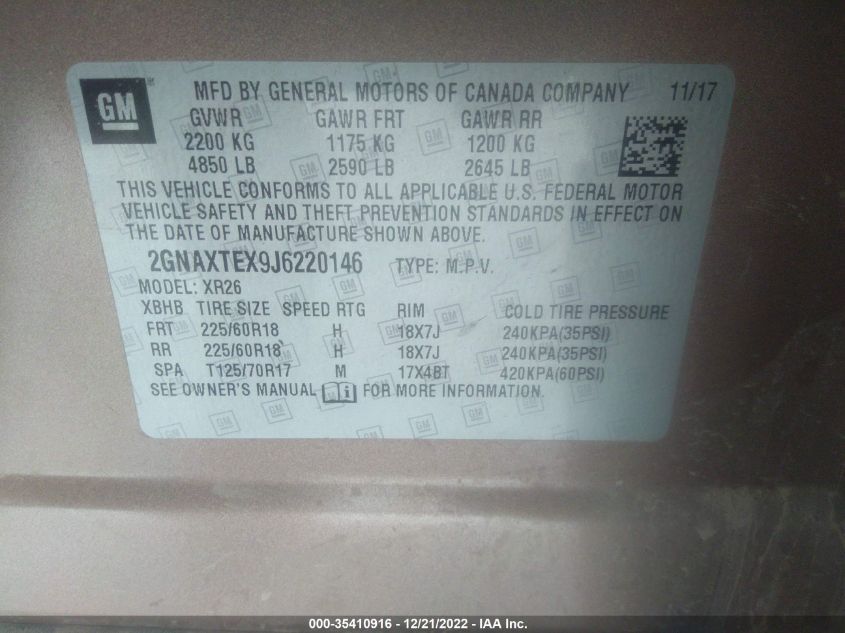 GM MFD BY GENERAL MOTORS OF CANADA COMPANY 11/17
GVWR GAWR FRT GAWR RR
2200 KG 1175 KG 1200 KG
4850 LB 2590 LB 2645 LB
THIS VEHICLE CONFORMS TO ALL APPLICABLE U.S. FEDERAL MOTOR
VEHICLE SAFETY AND THEFT PREVENTION STANDARDS IN EFFECT ON
THE DATE OF MANUFACTURE SHOWN ABOVE.
2GNAXTEX9J6220146 TYPE: M.P.V.
MODEL: XR26
XBHB TIRE SIZE SPEED RTG RIM COLD TIRE PRESSURE
FRT 225/60R18 H 18X7J 240KPA(35PSI)
RR 225/60R18 H 18X7J 240KPA(35PSI)
SPA T125/70R17 M 17X4BT 420KPA(60PSI)
SEE OWNER'S MANUAL FOR MORE INFORMATION.
000-35410916 - 12/21/2022 - IAA Inc.